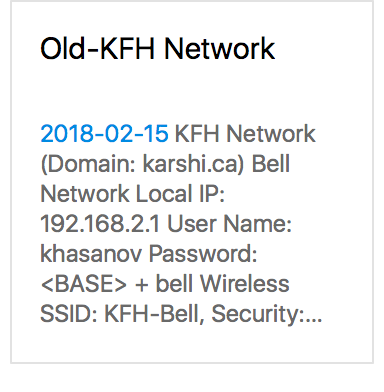 Old-KFH Network
2018-02-15 KFH Network
(Domain: karshi.ca) Bell
Network Local IP:
192.168.2.1 User Name:
khasanov Password:
<BASE> + bell Wireless
SSID: KFH-Bell, Security:...